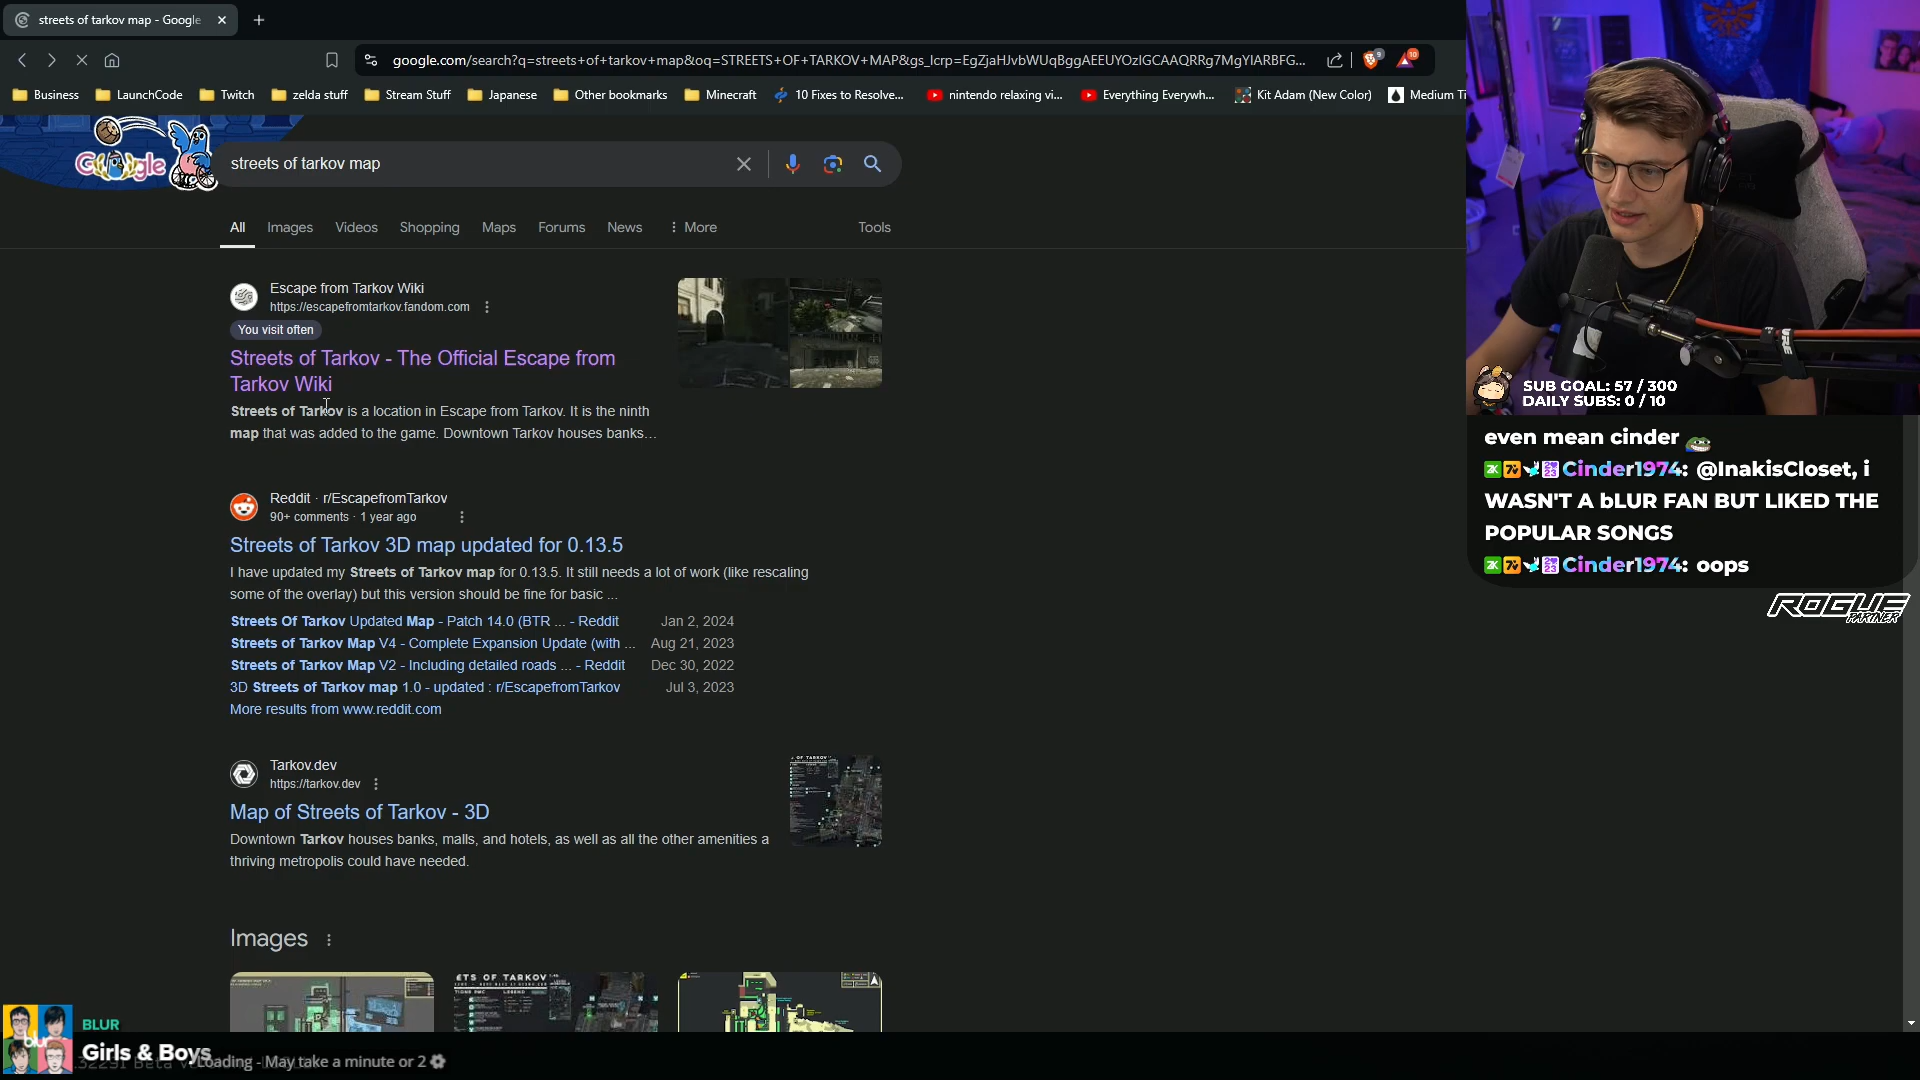 streets of tarkov map - Google
google.com/search?q=streets+of+tarkov+map&oq=STREETS+OF+TARKOV+MAP&gs_lcrp=EgZjaHJvbWUqBggAEEUYOzIGCAAQRRg7MgYIARBFG...
9
10
Business
LaunchCode
Twitch
zelda stuff
Stream Stuff
Japanese
Other bookmarks
Minecraft
10 Fixes to Resolve...
nintendo relaxing vi...
Everything Everywh...
Kit Adam (New Color)
Medium Ti
Google
streets of tarkov map
All
Images
Videos
Shopping
Maps
Forums
News
More
Tools
Escape from Tarkov Wiki
https://escapefromtarkov.fandom.com
You visit often
Streets of Tarkov - The Official Escape from
Tarkov Wiki
Streets of Tarkov is a location in Escape from Tarkov. It is the ninth
map that was added to the game. Downtown Tarkov houses banks...
Reddit · r/EscapefromTarkov
90+ comments · 1 year ago
Streets of Tarkov 3D map updated for 0.13.5
I have updated my Streets of Tarkov map for 0.13.5. It still needs a lot of work (like rescaling
some of the overlay) but this version should be fine for basic ...
Streets Of Tarkov Updated Map - Patch 14.0 (BTR ... - Reddit Jan 2, 2024
Streets of Tarkov Map V4 - Complete Expansion Update (with ... Aug 21, 2023
Streets of Tarkov Map V2 - Including detailed roads ... - Reddit Dec 30, 2022
3D Streets of Tarkov map 1.0 - updated : r/EscapefromTarkov Jul 3, 2023
More results from www.reddit.com
Tarkov.dev
https://tarkov.dev
Map of Streets of Tarkov - 3D
Downtown Tarkov houses banks, malls, and hotels, as well as all the other amenities a
thriving metropolis could have needed.
Images
ETS OF TARKOV
LEGEND
SUB GOAL: 57 / 300
DAILY SUBS: 0 / 10
even mean cinder
Cinder1974: @InakisCloset, i
WASN'T A bLUR FAN BUT LIKED THE
POPULAR SONGS
Cinder1974: oops
ROGUE
PARTNER
blur
BLUR
Girls & Boys
Loading - May take a minute or 2